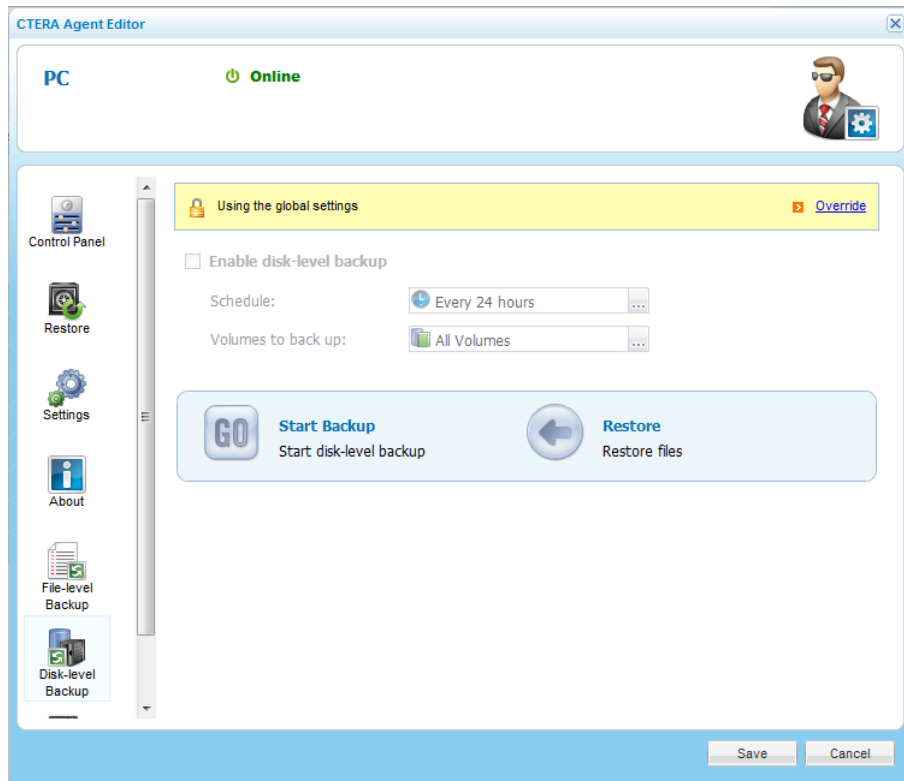 CTERA Agent Editor
PC
Online
Control Panel
Restore
Settings
About
File-level
Backup
Disk-level
Backup
Using the global settings
Override
Enable disk-level backup
Schedule:
Every 24 hours
...
Volumes to back up:
All Volumes
...
GO
Start Backup
Start disk-level backup
Restore
Restore files
Save
Cancel